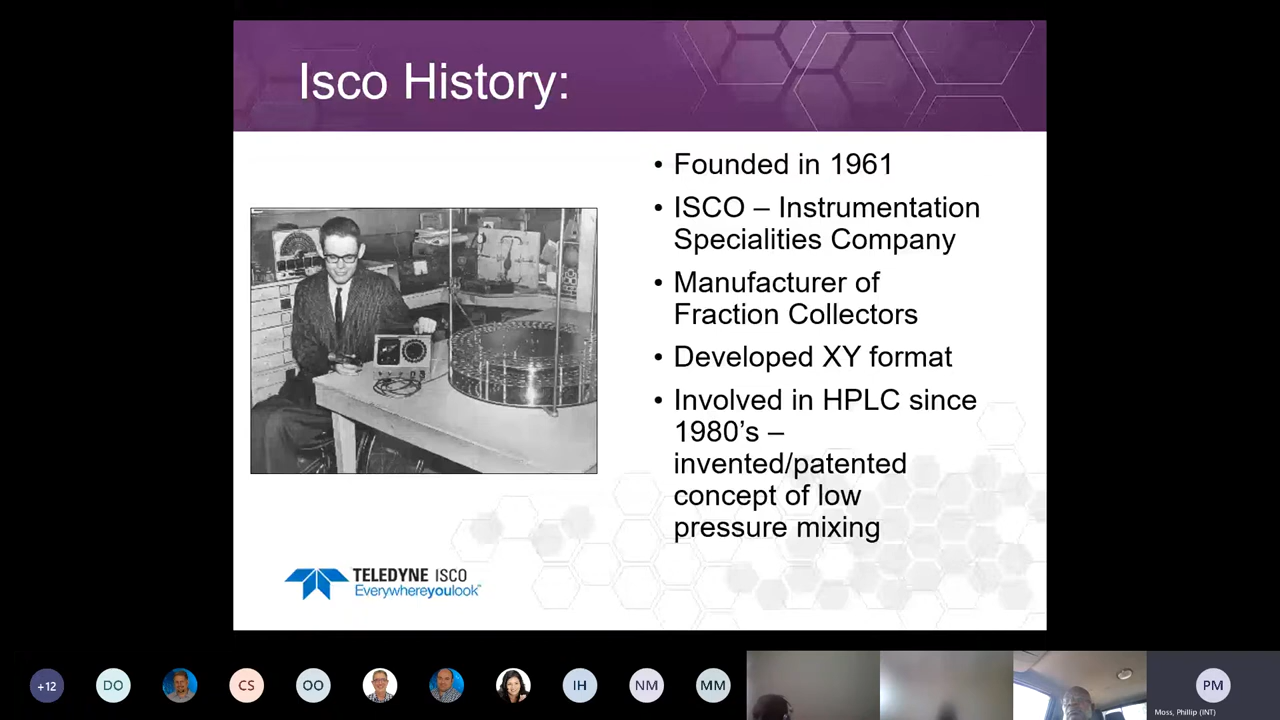 Isco History:
• Founded in 1961
• ISCO – Instrumentation
Specialities Company
• Manufacturer of
Fraction Collectors
• Developed XY format
• Involved in HPLC since
1980's –
invented/patented
concept of low
pressure mixing
TELEDYNE ISCO
Everywhereyoulook™
+12
DO
CS
OO
IH
NM
MM
PM
Moss, Phillip (INT)